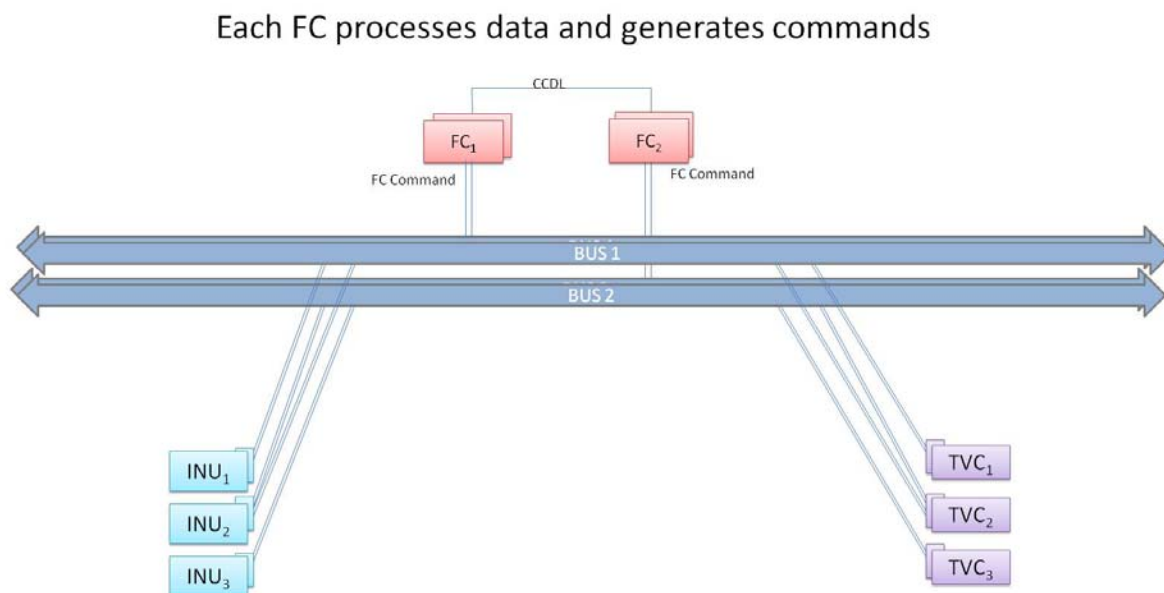 Each FC processes data and generates commands
CCDL
FC₁
FC₂
FC Command
FC Command
BUS 1
BUS 2
INU₁
TVC₁
INU₂
TVC₂
INU₃
TVC₃